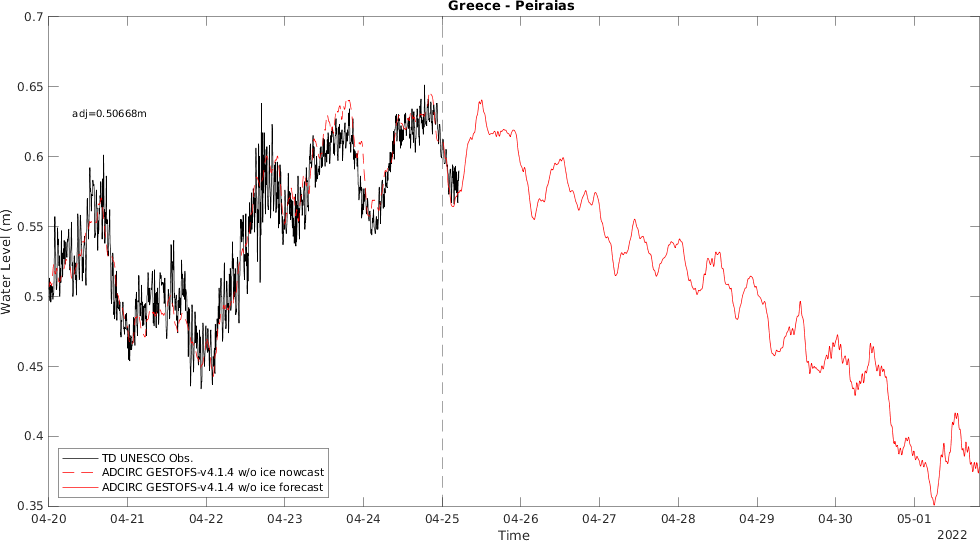 Greece - Peiraias
0.7
0.65
adj=0.50668m
0.6
0.55
Water Level (m)
0.5
0.45
0.4
TD UNESCO Obs.
ADCIRC GESTOFS-v4.1.4 w/o ice nowcast
ADCIRC GESTOFS-v4.1.4 w/o ice forecast
0.35
04-20 04-21 04-22 04-23 04-24 04-25 04-26 04-27 04-28 04-29 04-30 05-01
Time
2022